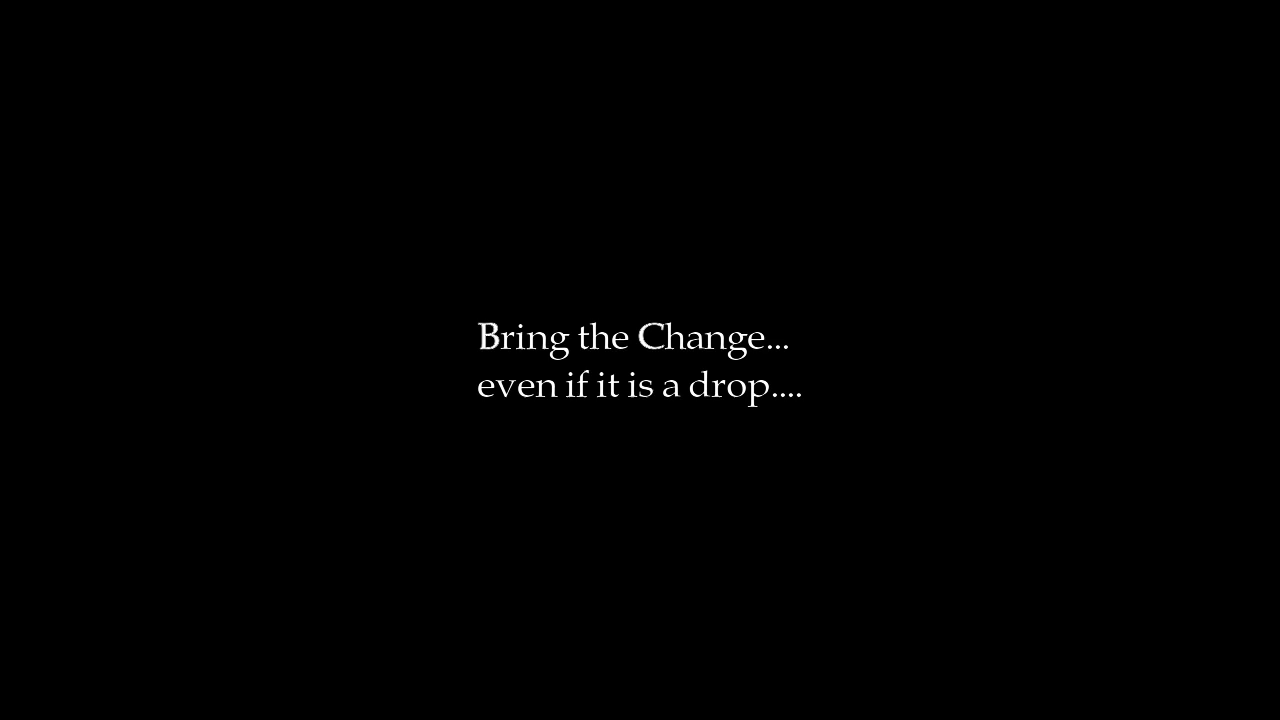 Bring the Change...
even if it is a drop....